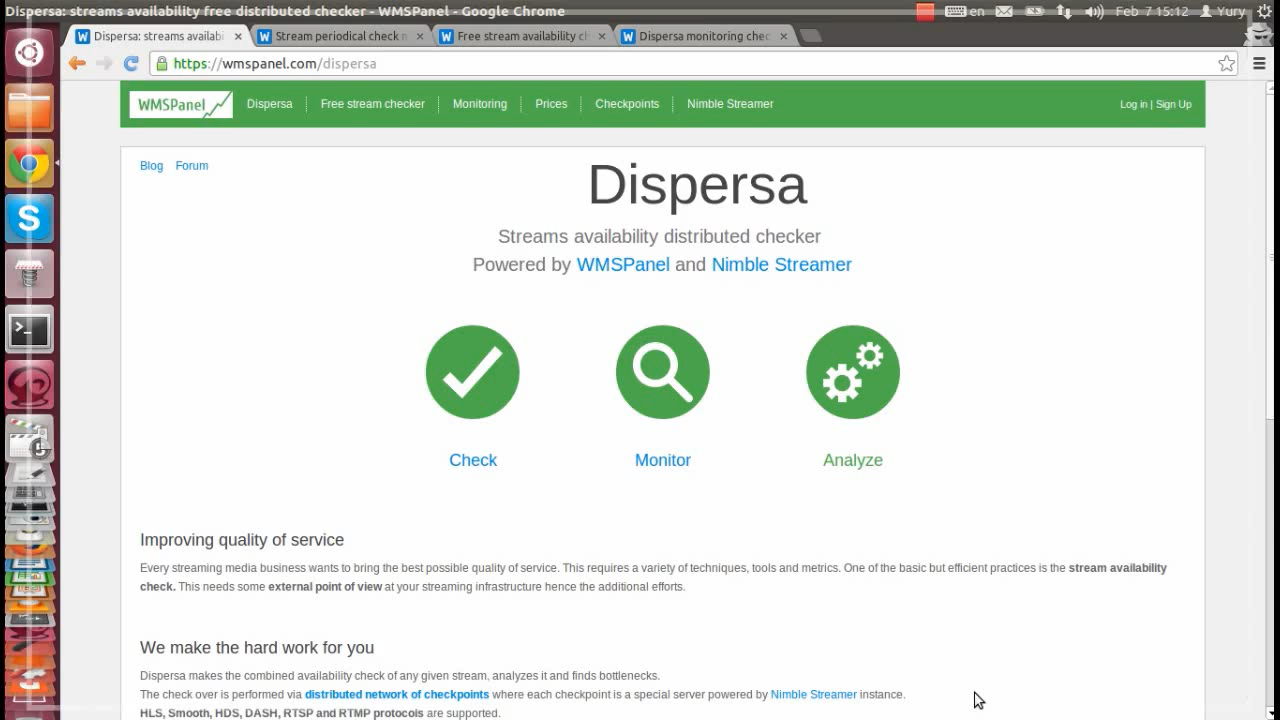 Dispersa: streams availability free distributed checker - WMSPanel - Google Chrome
en
Feb 7 15:12
Yury
Dispersa: streams availab
Stream periodical check
Free stream availability c
Dispersa monitoring chec
https://wmspanel.com/dispersa
WMSPanel
Dispersa
Free stream checker
Monitoring
Prices
Checkpoints
Nimble Streamer
Log in | Sign Up
Blog
Forum
Dispersa
Streams availability distributed checker
Powered by WMSPanel and Nimble Streamer
Check
Monitor
Analyze
Improving quality of service
Every streaming media business wants to bring the best possible quality of service. This requires a variety of techniques, tools and metrics. One of the basic but efficient practices is the stream availability
check. This needs some external point of view at your streaming infrastructure hence the additional efforts.
We make the hard work for you
Dispersa makes the combined availability check of any given stream, analyzes it and finds bottlenecks.
The check over is performed via distributed network of checkpoints where each checkpoint is a special server powered by Nimble Streamer instance.
HLS, Smooth, HDS, DASH, RTSP and RTMP protocols are supported.